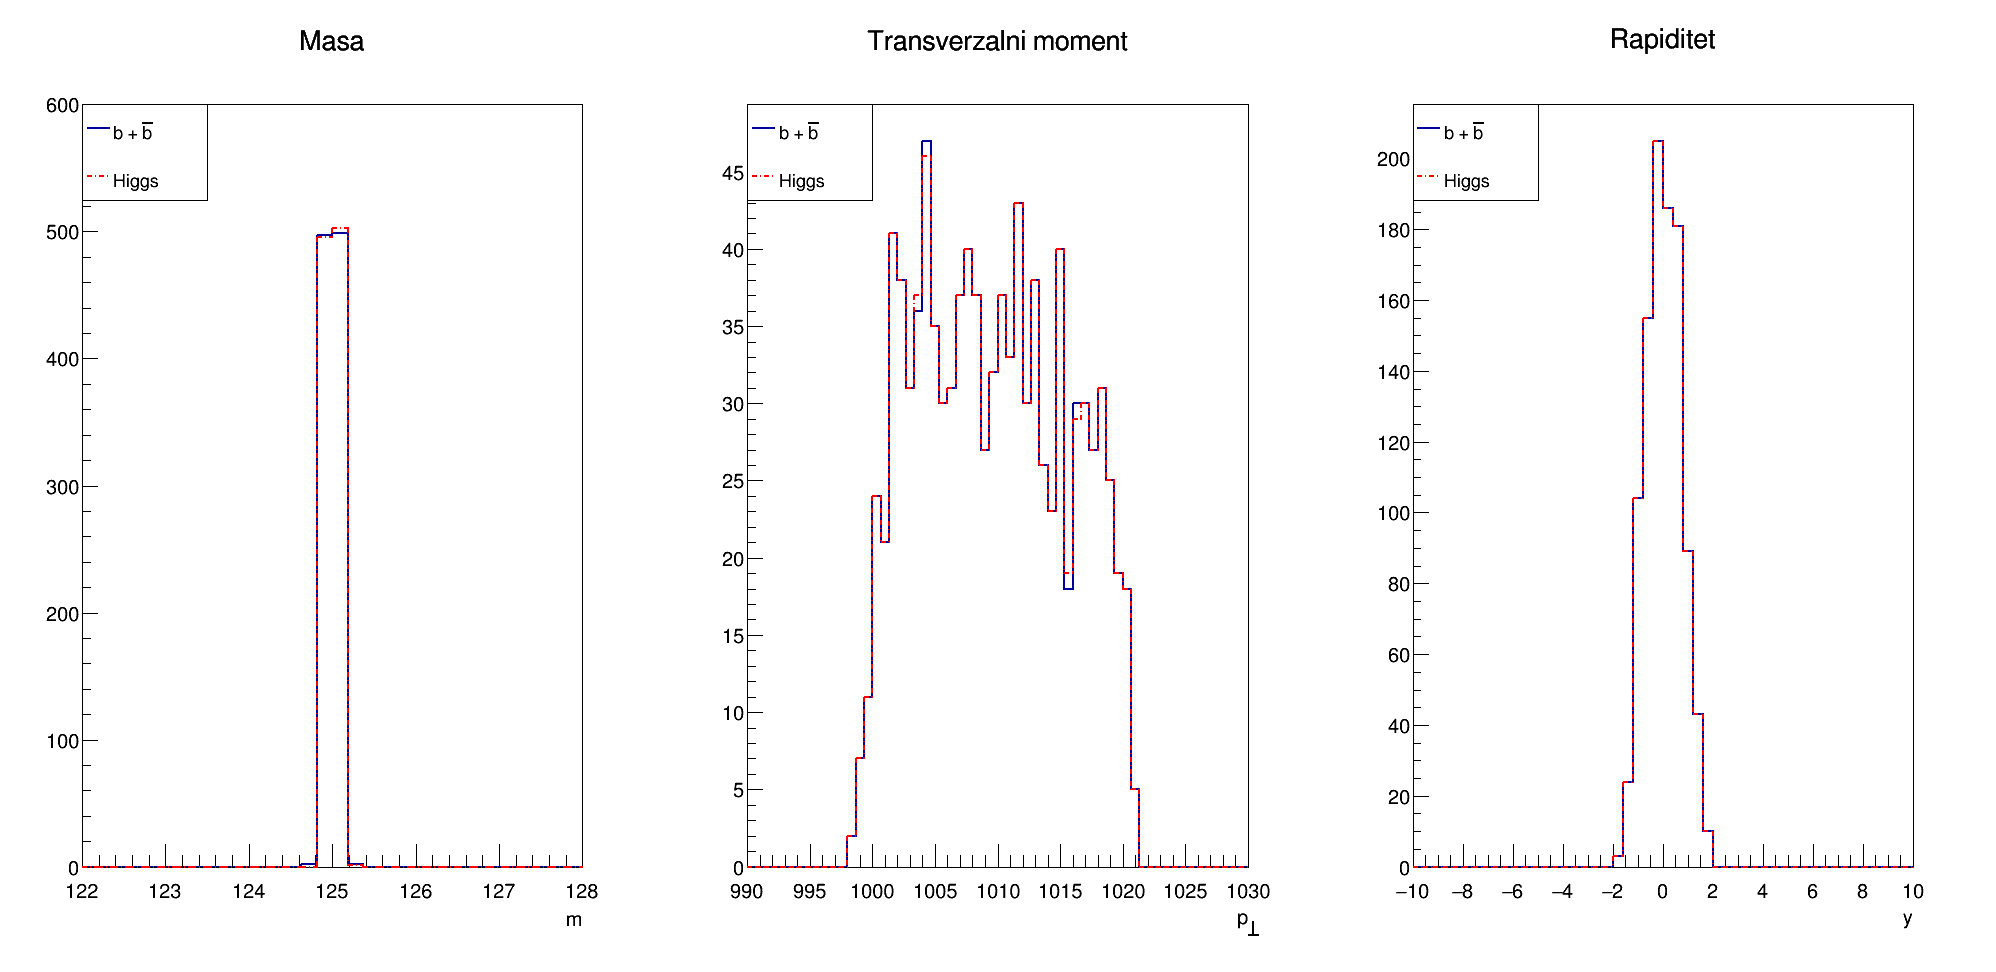 Masa
b + b̅
Higgs
600
500
400
300
200
100
0
122 123 124 125 126 127 128
m
Transverzalni moment
b + b̅
Higgs
45
40
35
30
25
20
15
10
5
0
990 995 1000 1005 1010 1015 1020 1025 1030
p⊥
Rapiditet
b + b̅
Higgs
200
180
160
140
120
100
80
60
40
20
0
−10 −8 −6 −4 −2 0 2 4 6 8 10
y